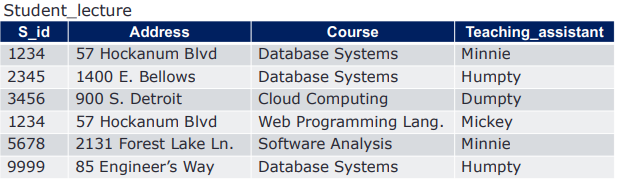 Student_lecture
S_id Address Course Teaching_assistant
1234 57 Hockanum Blvd Database Systems Minnie
2345 1400 E. Bellows Database Systems Humpty
3456 900 S. Detroit Cloud Computing Dumpty
1234 57 Hockanum Blvd Web Programming Lang. Mickey
5678 2131 Forest Lake Ln. Software Analysis Minnie
9999 85 Engineer’s Way Database Systems Humpty